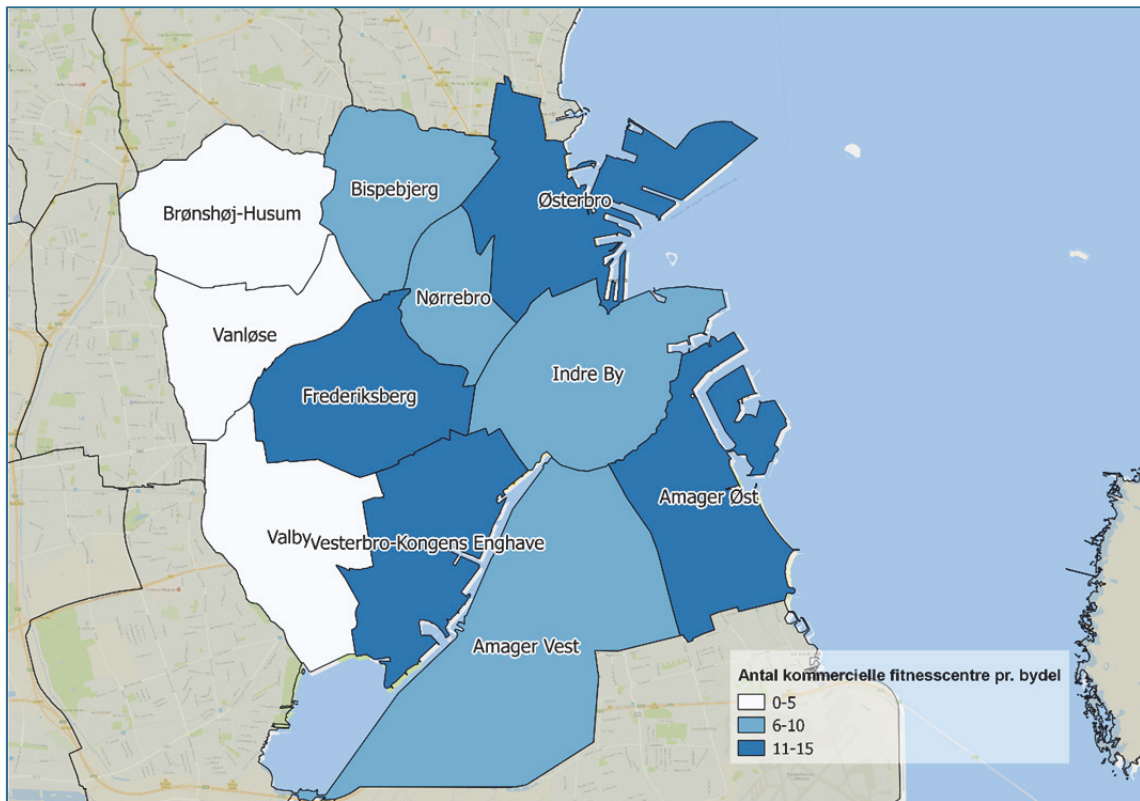 Bispebjerg
Østerbro
Brønshøj-Husum
Nørrebro
Vanløse
Indre By
Frederiksberg
Amager Øst
Valby
Vesterbro-Kongens Enghave
Amager Vest
Antal kommercielle fitnesscentre pr. bydel
0-5
6-10
11-15